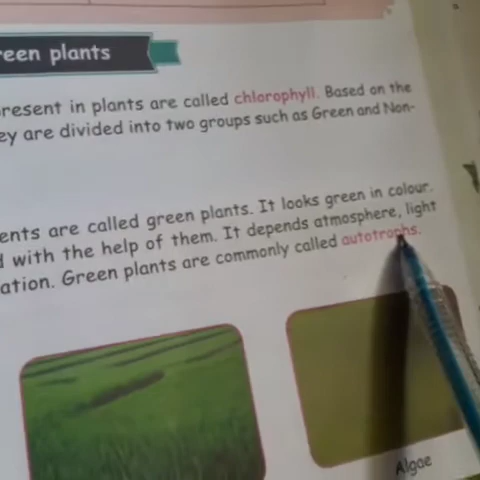 reen plants
resent in plants are called chlorophyll. Based on the
ey are divided into two groups such as Green and Non-
ents are called green plants. It looks green in colour.
with the help of them. It depends atmosphere, light
ation. Green plants are commonly called autotrophs.
Algae